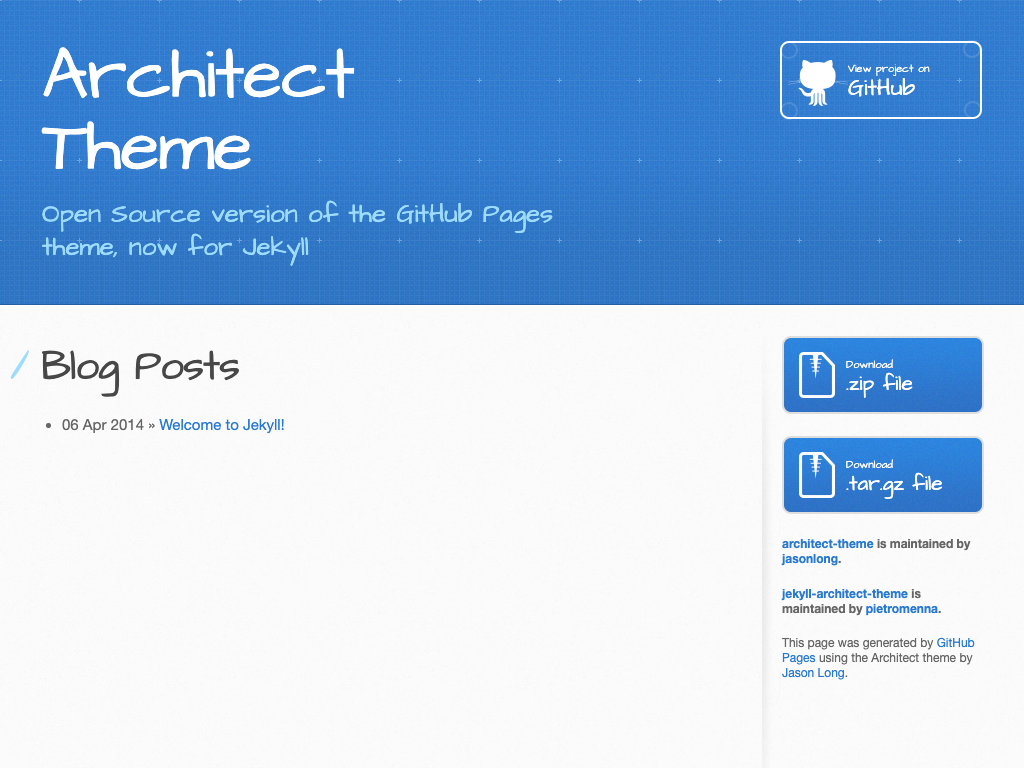 Architect
Theme
Open Source version of the GitHub Pages
theme, now for Jekyll
View project on
GitHub
Blog Posts
06 Apr 2014 » Welcome to Jekyll!
Download
.zip file
Download
.tar.gz file
architect-theme is maintained by
jasonlong.
jekyll-architect-theme is
maintained by pietromenna.
This page was generated by GitHub
Pages using the Architect theme by
Jason Long.